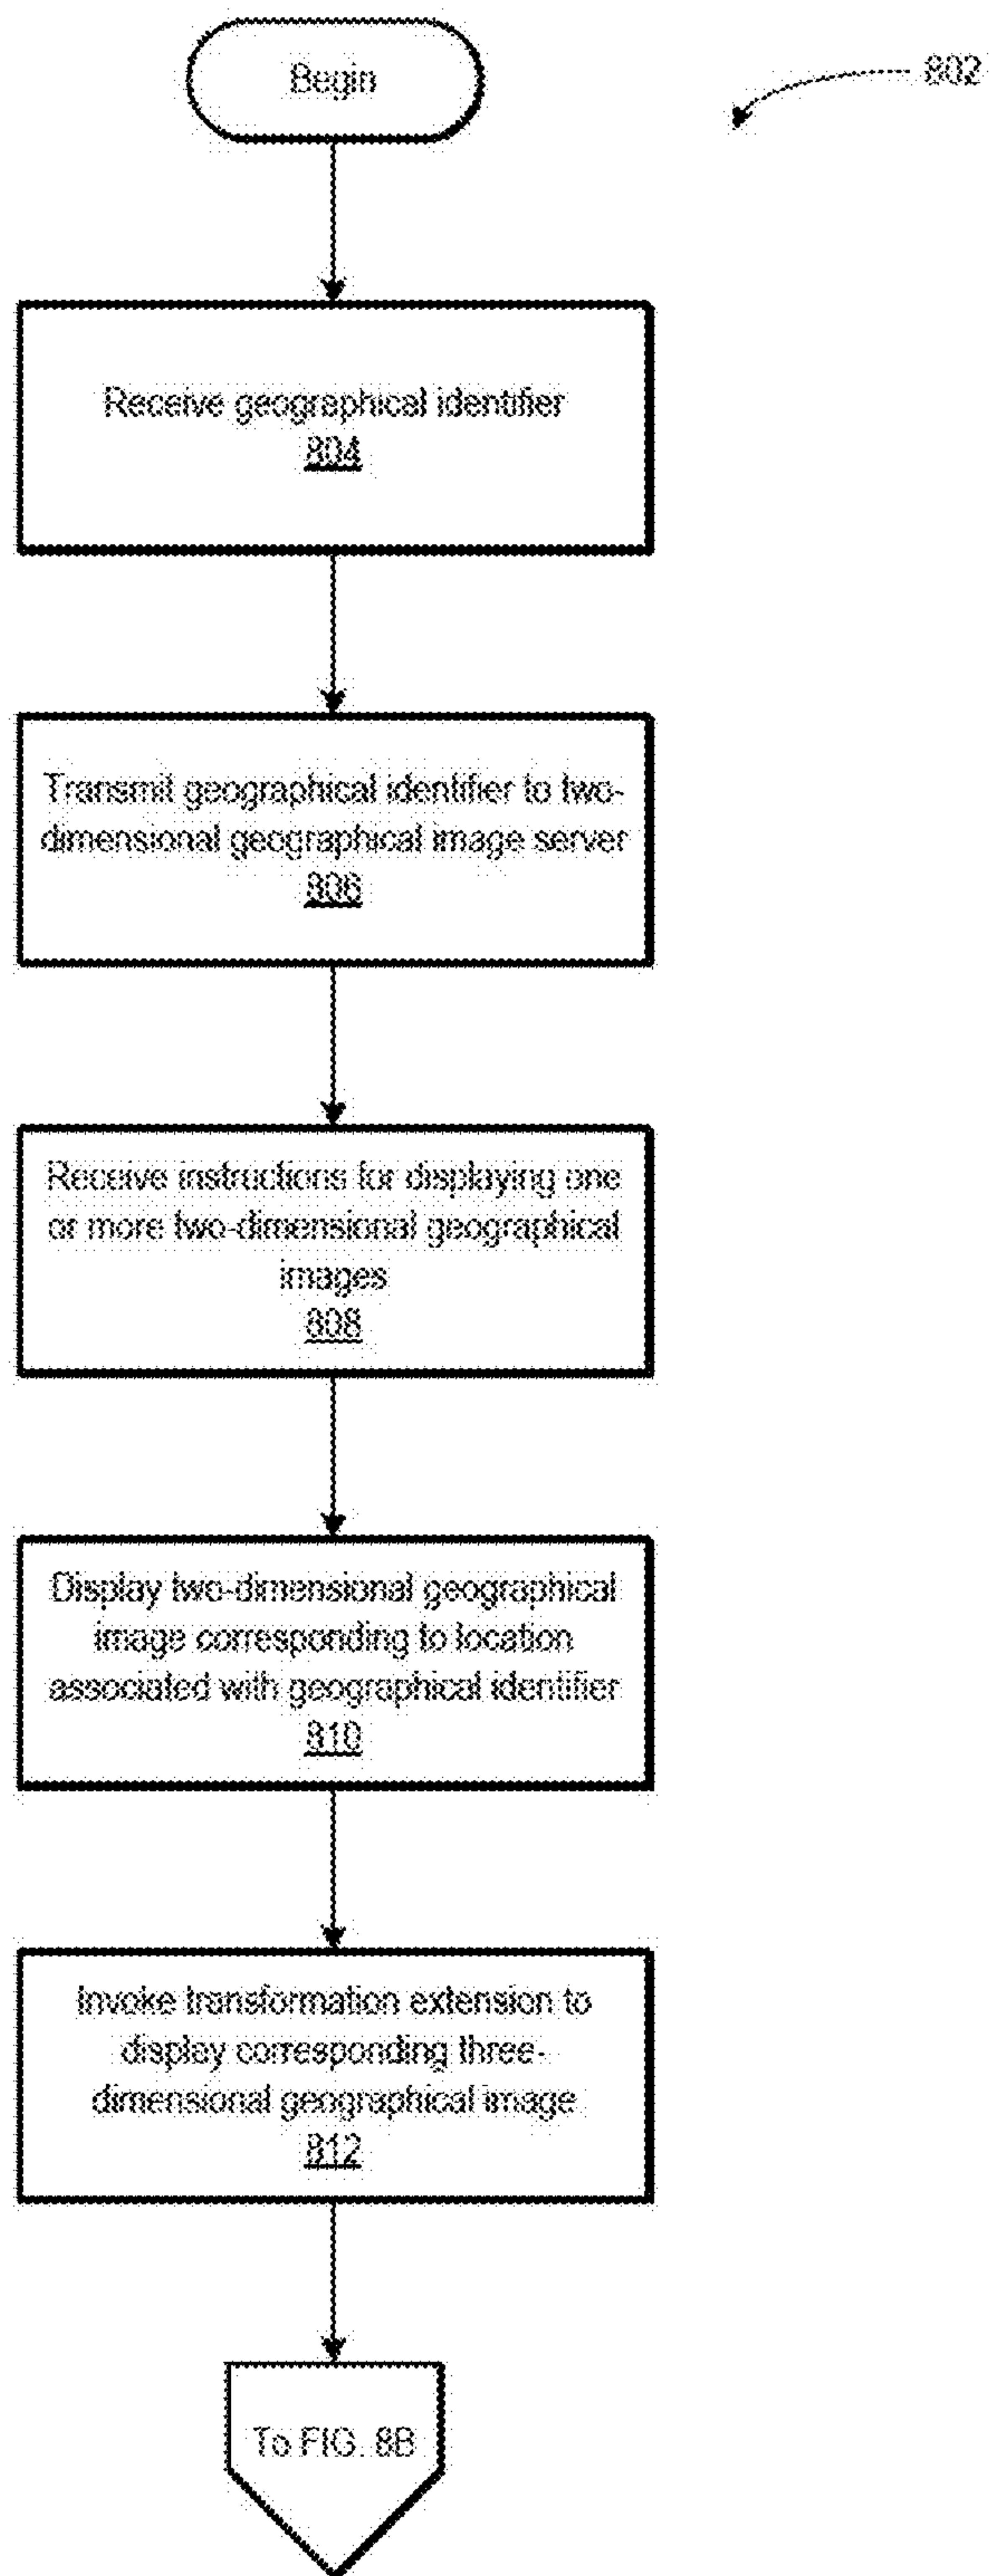 Begin
802
Receive geographical identifier
804
Transmit geographical identifier to two-
dimensional geographical image server
806
Receive instructions for displaying one
or more two-dimensional geographical
images
808
Display two-dimensional geographical
image corresponding to location
associated with geographical identifier
810
Invoke transformation extension to
display corresponding three-
dimensional geographical image
812
To FIG. 8B